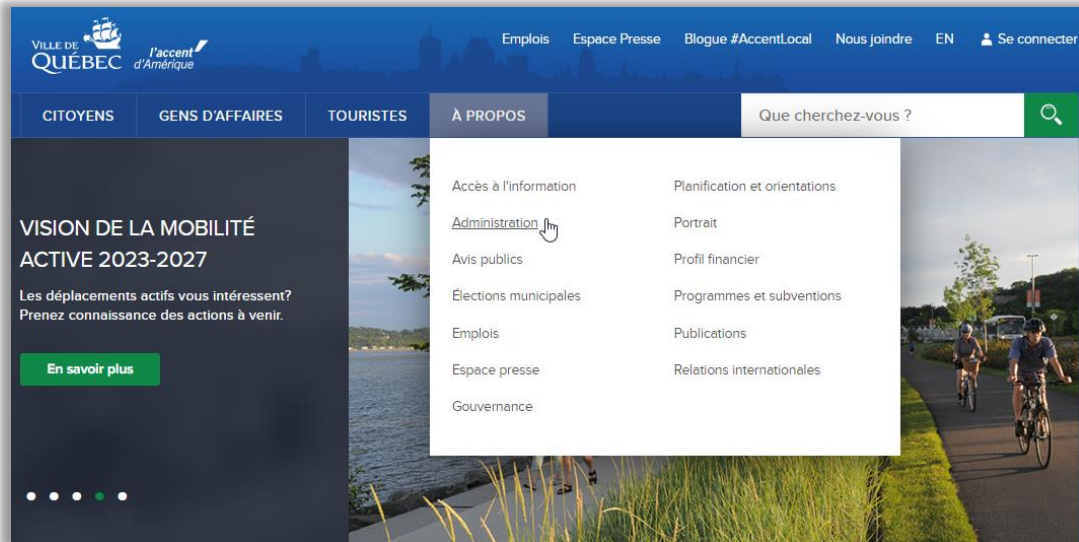 VILLE DE
QUÉBEC
l'accent
d'Amérique
Emplois Espace Presse Blogue #AccentLocal Nous joindre EN Se connecter
CITOYENS GENS D'AFFAIRES TOURISTES À PROPOS Que cherchez-vous ?
Accès à l'information
Administration
Avis publics
Élections municipales
Emplois
Espace presse
Gouvernance
Planification et orientations
Portrait
Profil financier
Programmes et subventions
Publications
Relations internationales
VISION DE LA MOBILITÉ
ACTIVE 2023-2027
Les déplacements actifs vous intéressent?
Prenez connaissance des actions à venir.
En savoir plus